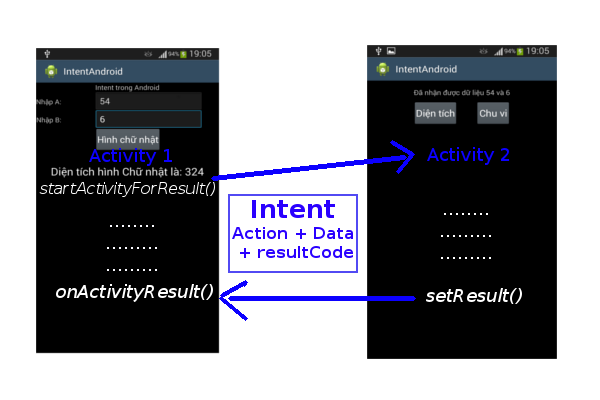 94% 19:05
IntentAndroid
Intent trong Android
Nhập A:
54
Nhập B:
6
Hình chữ nhật
Activity 1
Diện tích hình Chữ nhật là: 324
startActivityForResult()
........
.........
.........
onActivityResult()
Intent
Action + Data
+ resultCode
94% 19:05
IntentAndroid
Đã nhận được dữ liệu 54 và 6
Diện tích
Chu vi
Activity 2
........
.........
.........
setResult()